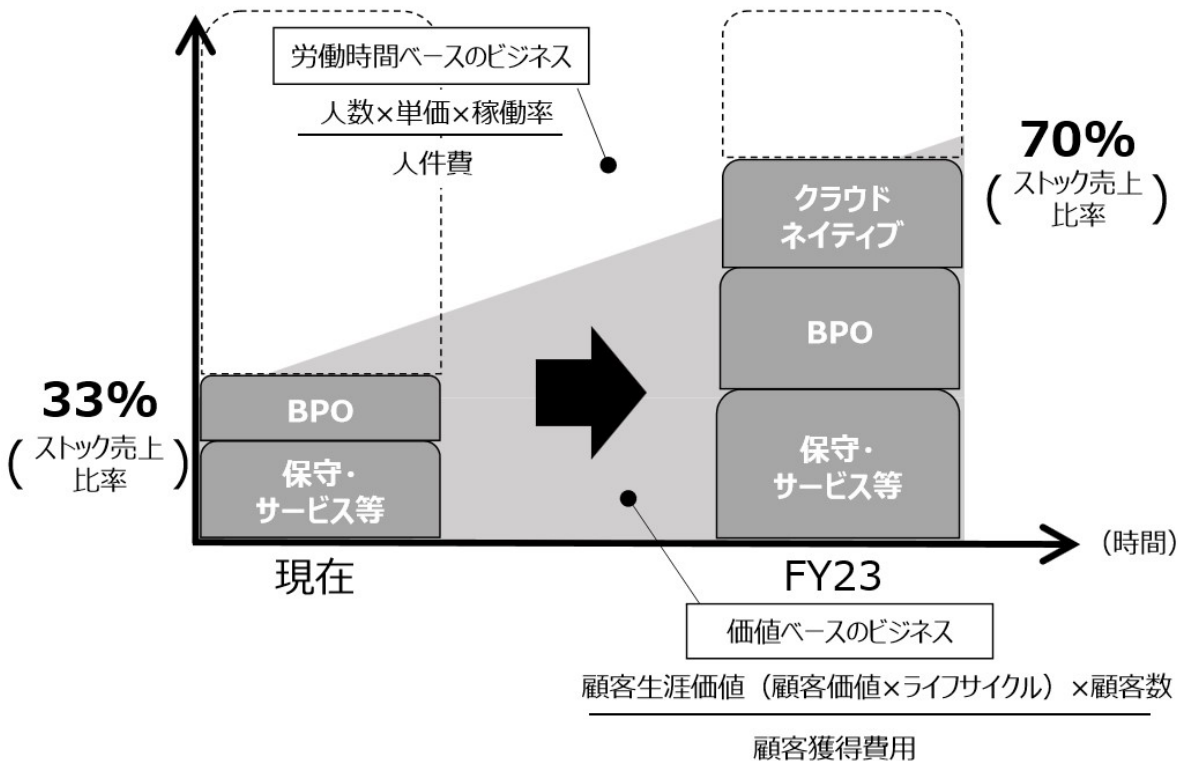 労働時間ベースのビジネス
人数×単価×稼働率
人件費
70%
(ストック売上
比率)
クラウド
ネイティブ
BPO
保守・
サービス等
33%
(ストック売上
比率)
BPO
保守・
サービス等
(時間)
現在
FY23
価値ベースのビジネス
顧客生涯価値（顧客価値×ライフサイクル）×顧客数
顧客獲得費用